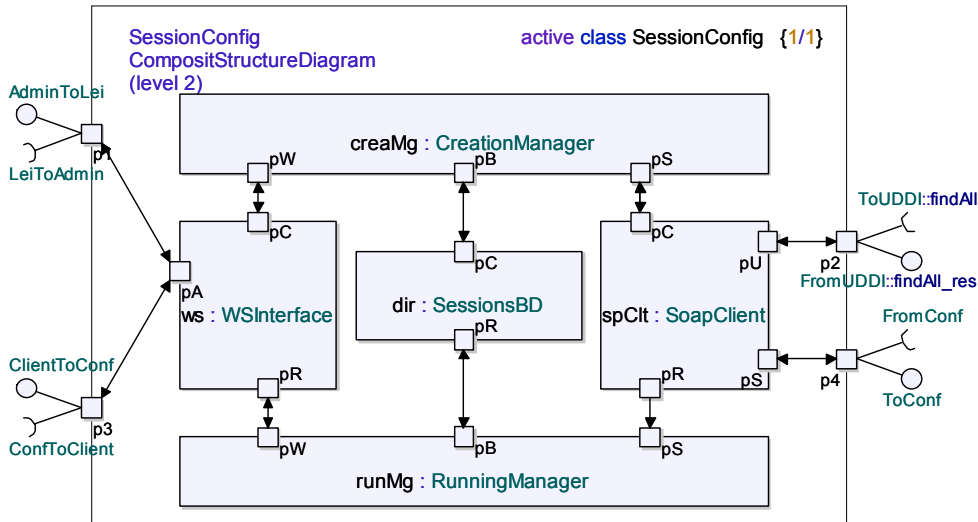 SessionConfig
CompositStructureDiagram
(level 2)
active class SessionConfig {1/1}
AdminToLei
p1
LeiToAdmin
creaMg : CreationManager
pW
pB
pS
pC
pC
pC
ToUDDI::findAll
pU
p2
FromUDDI::findAll_res
pA
ws : WSInterface
dir : SessionsBD
spClt : SoapClient
pR
FromConf
ClientToConf
pR
pS
pR
p4
ToConf
p3
ConfToClient
pW
pB
pS
runMg : RunningManager